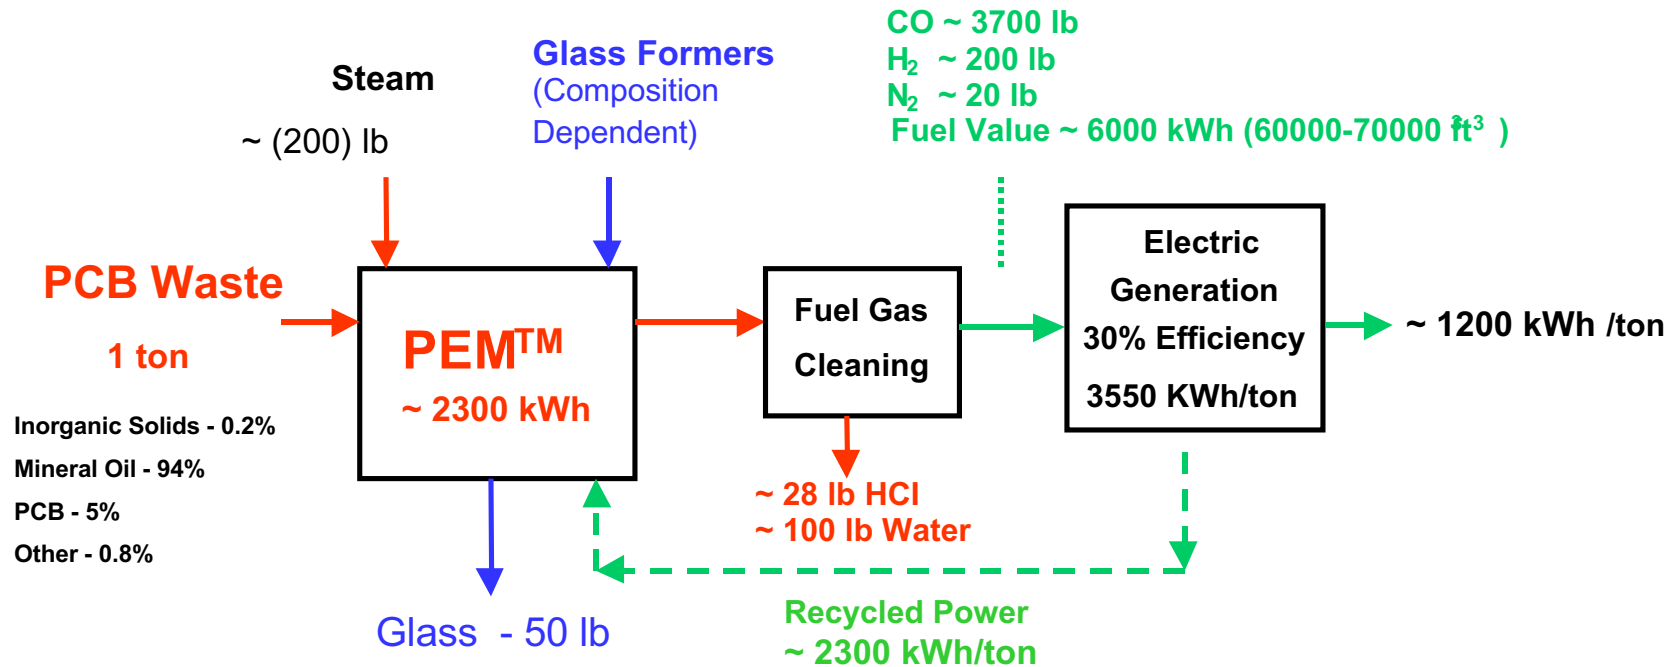 CO ~ 3700 lb
H₂ ~ 200 lb
N₂ ~ 20 lb
Fuel Value ~ 6000 kWh (60000-70000 ft³ )
Glass Formers
(Composition
Dependent)
Steam
~ (200) lb
PCB Waste
1 ton
Inorganic Solids - 0.2%
Mineral Oil - 94%
PCB - 5%
Other - 0.8%
PEM™
~ 2300 kWh
Fuel Gas
Cleaning
Electric
Generation
30% Efficiency
3550 KWh/ton
~ 1200 kWh /ton
~ 28 lb HCl
~ 100 lb Water
Glass - 50 lb
Recycled Power
~ 2300 kWh/ton